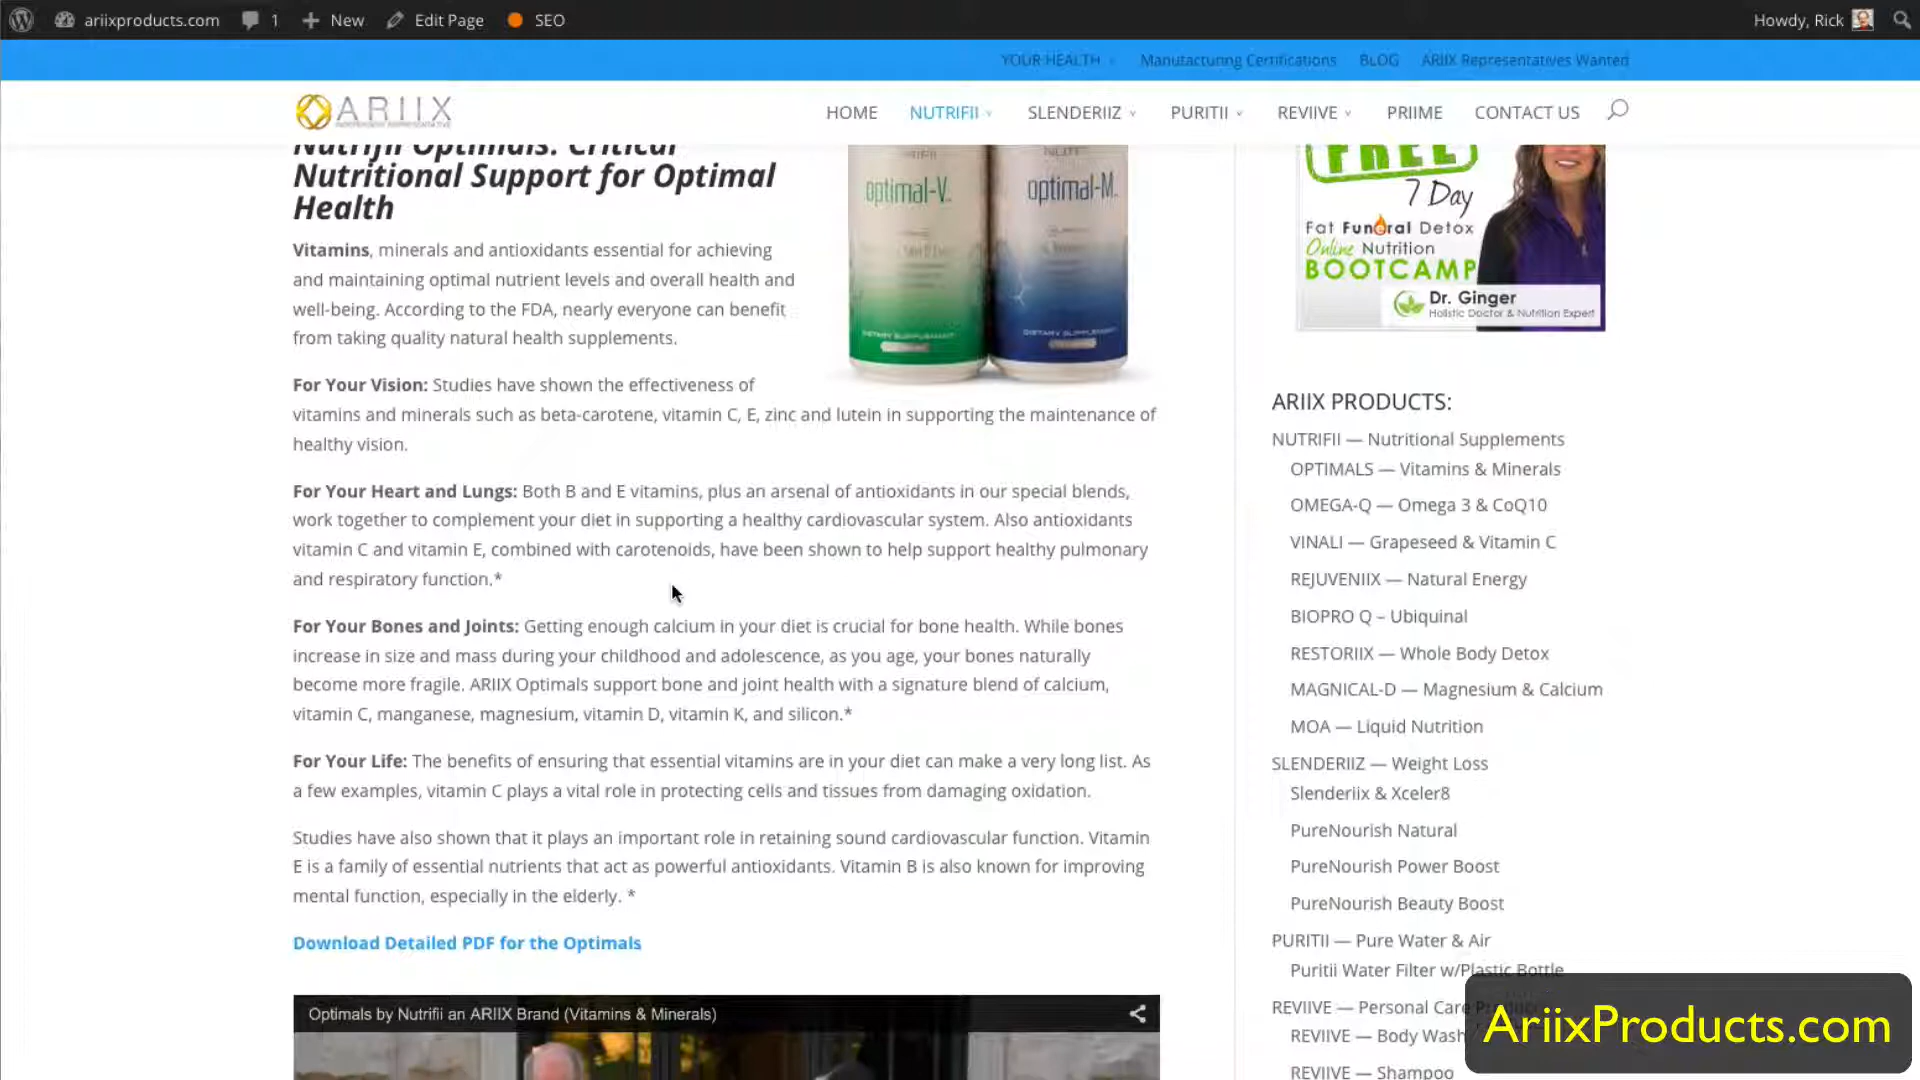 ariixproducts.com 1 New Edit Page SEO Howdy, Rick
YOUR HEALTH Manufacturing Certifications BLOG ARIIX Representatives Wanted
ARIIX
INDEPENDENT REPRESENTATIVE
HOME NUTRIFII SLENDERIIZ PURITII REVIIVE PRIIME CONTACT US
Nutrifii Optimals: Critical
Nutritional Support for Optimal
Health
Vitamins, minerals and antioxidants essential for achieving
and maintaining optimal nutrient levels and overall health and
well-being. According to the FDA, nearly everyone can benefit
from taking quality natural health supplements.
optimal-V
DIETARY SUPPLEMENT
optimal-M
DIETARY SUPPLEMENT
For Your Vision: Studies have shown the effectiveness of
vitamins and minerals such as beta-carotene, vitamin C, E, zinc and lutein in supporting the maintenance of
healthy vision.
For Your Heart and Lungs: Both B and E vitamins, plus an arsenal of antioxidants in our special blends,
work together to complement your diet in supporting a healthy cardiovascular system. Also antioxidants
vitamin C and vitamin E, combined with carotenoids, have been shown to help support healthy pulmonary
and respiratory function.*
For Your Bones and Joints: Getting enough calcium in your diet is crucial for bone health. While bones
increase in size and mass during your childhood and adolescence, as you age, your bones naturally
become more fragile. ARIIX Optimals support bone and joint health with a signature blend of calcium,
vitamin C, manganese, magnesium, vitamin D, vitamin K, and silicon.*
For Your Life: The benefits of ensuring that essential vitamins are in your diet can make a very long list. As
a few examples, vitamin C plays a vital role in protecting cells and tissues from damaging oxidation.
Studies have also shown that it plays an important role in retaining sound cardiovascular function. Vitamin
E is a family of essential nutrients that act as powerful antioxidants. Vitamin B is also known for improving
mental function, especially in the elderly. *
Download Detailed PDF for the Optimals
Optimals by Nutrifii an ARIIX Brand (Vitamins & Minerals)
FREE
7 Day
Fat Funeral Detox
Online Nutrition
BOOTCAMP
Dr. Ginger
Holistic Doctor & Nutrition Expert
ARIIX PRODUCTS:
NUTRIFII — Nutritional Supplements
OPTIMALS — Vitamins & Minerals
OMEGA-Q — Omega 3 & CoQ10
VINALI — Grapeseed & Vitamin C
REJUVENIIX — Natural Energy
BIOPRO Q – Ubiquinal
RESTORIIX — Whole Body Detox
MAGNICAL-D — Magnesium & Calcium
MOA — Liquid Nutrition
SLENDERIIZ — Weight Loss
Slenderiix & Xceler8
PureNourish Natural
PureNourish Power Boost
PureNourish Beauty Boost
PURITII — Pure Water & Air
Puritii Water Filter w/Plastic Bottle
REVIIVE — Personal Care
REVIIVE — Body Wash
REVIIVE — Shampoo
AriixProducts.com